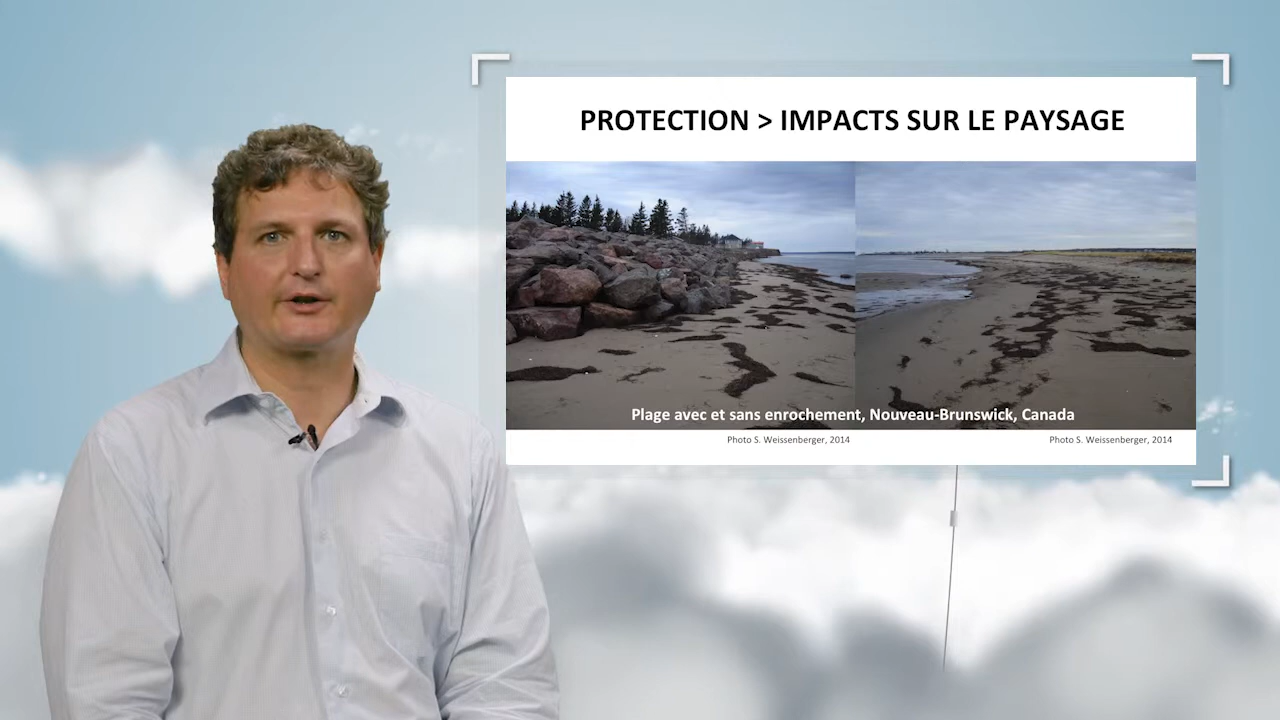 PROTECTION > IMPACTS SUR LE PAYSAGE
Plage avec et sans enrochement, Nouveau-Brunswick, Canada
Photo S. Weissenberger, 2014
Photo S. Weissenberger, 2014